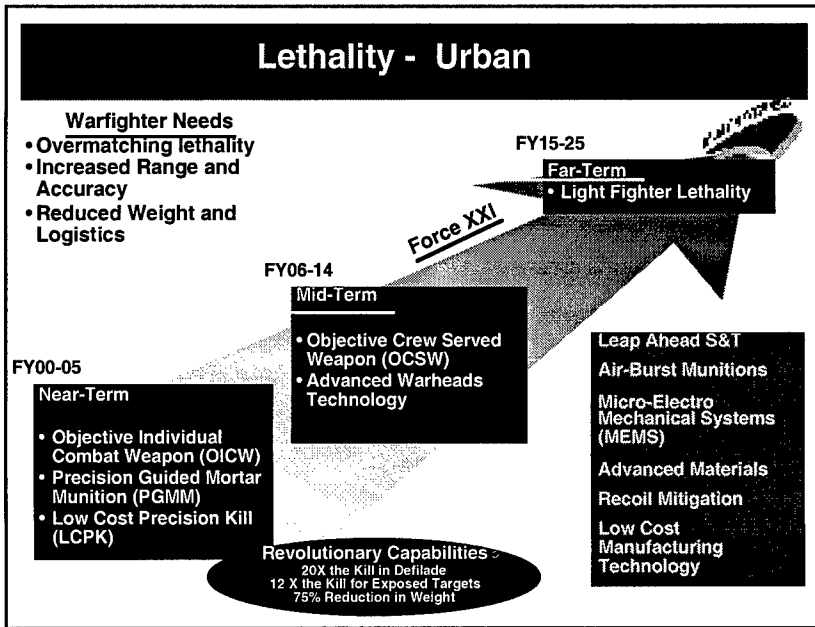 Lethality - Urban
Warfighter Needs
• Overmatching lethality
• Increased Range and
Accuracy
• Reduced Weight and
Logistics
FY15-25
Far-Term
• Light Fighter Lethality
Force XXI
FY06-14
Mid-Term
• Objective Crew Served
Weapon (OCSW)
• Advanced Warheads
Technology
FY00-05
Near-Term
• Objective Individual
Combat Weapon (OICW)
• Precision Guided Mortar
Munition (PGMM)
• Low Cost Precision Kill
(LCPK)
Leap Ahead S&T
Air-Burst Munitions
Micro-Electro
Mechanical Systems
(MEMS)
Advanced Materials
Recoil Mitigation
Low Cost
Manufacturing
Technology
Revolutionary Capabilities
20X the Kill in Defilade
12 X the Kill for Exposed Targets
75% Reduction in Weight